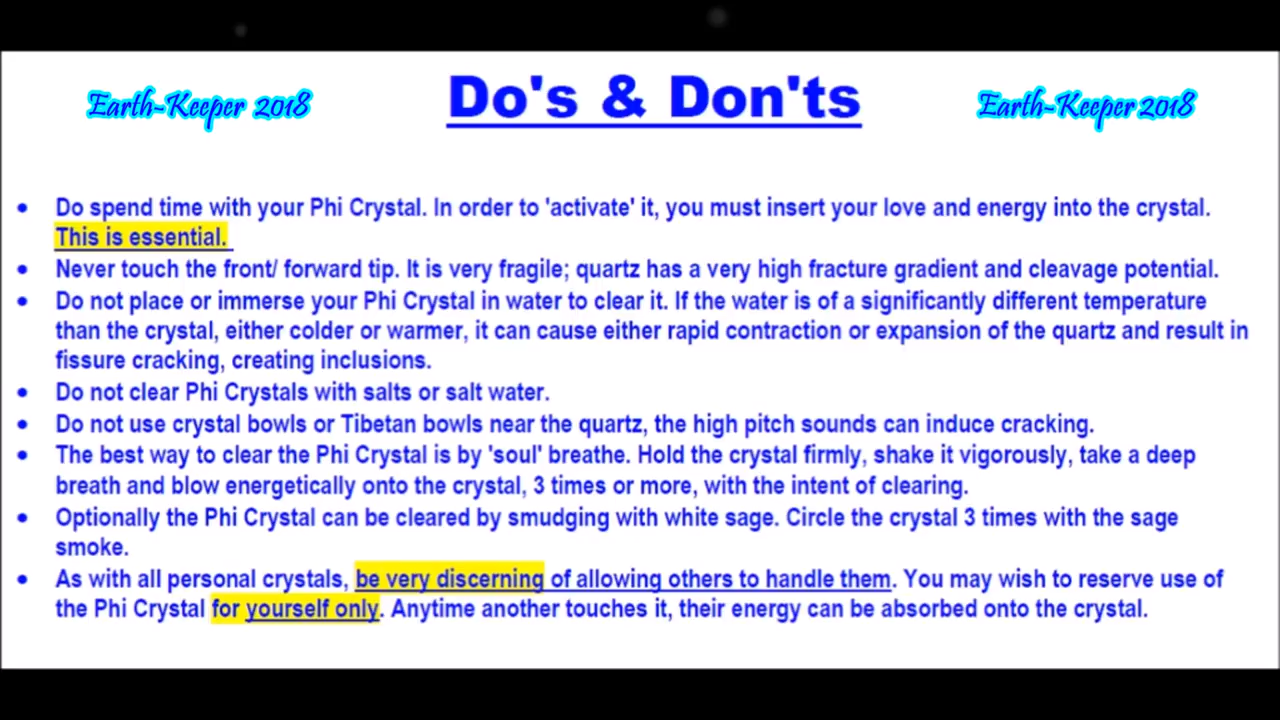 Earth-Keeper 2018
Do's & Don'ts
Earth-Keeper 2018
• Do spend time with your Phi Crystal. In order to 'activate' it, you must insert your love and energy into the crystal.
This is essential.
• Never touch the front/ forward tip. It is very fragile; quartz has a very high fracture gradient and cleavage potential.
• Do not place or immerse your Phi Crystal in water to clear it. If the water is of a significantly different temperature
than the crystal, either colder or warmer, it can cause either rapid contraction or expansion of the quartz and result in
fissure cracking, creating inclusions.
• Do not clear Phi Crystals with salts or salt water.
• Do not use crystal bowls or Tibetan bowls near the quartz, the high pitch sounds can induce cracking.
• The best way to clear the Phi Crystal is by 'soul' breathe. Hold the crystal firmly, shake it vigorously, take a deep
breath and blow energetically onto the crystal, 3 times or more, with the intent of clearing.
• Optionally the Phi Crystal can be cleared by smudging with white sage. Circle the crystal 3 times with the sage
smoke.
• As with all personal crystals, be very discerning of allowing others to handle them. You may wish to reserve use of
the Phi Crystal for yourself only. Anytime another touches it, their energy can be absorbed onto the crystal.